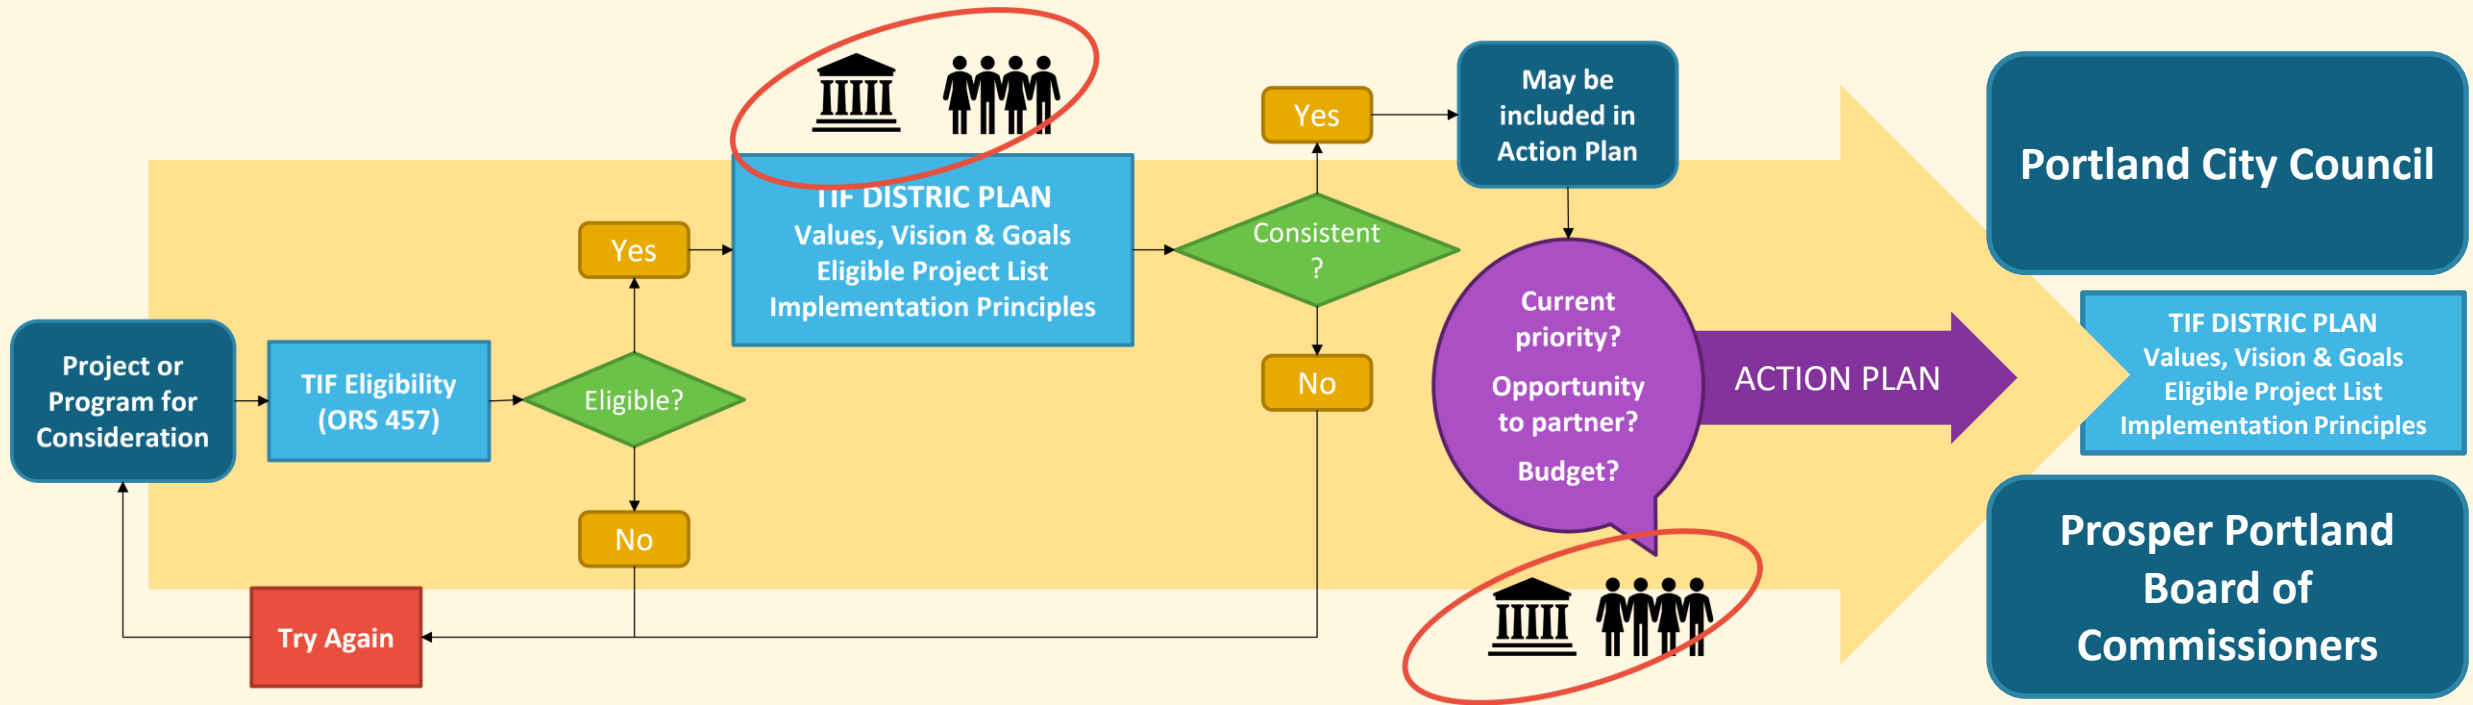 Project or
Program for
Consideration
TIF Eligibility
(ORS 457)
Eligible?
Yes
No
Try Again
TIF DISTRIC PLAN
Values, Vision & Goals
Eligible Project List
Implementation Principles
Consistent
?
Yes
No
May be
included in
Action Plan
Current
priority?
Opportunity
to partner?
Budget?
ACTION PLAN
Portland City Council
TIF DISTRIC PLAN
Values, Vision & Goals
Eligible Project List
Implementation Principles
Prosper Portland
Board of
Commissioners